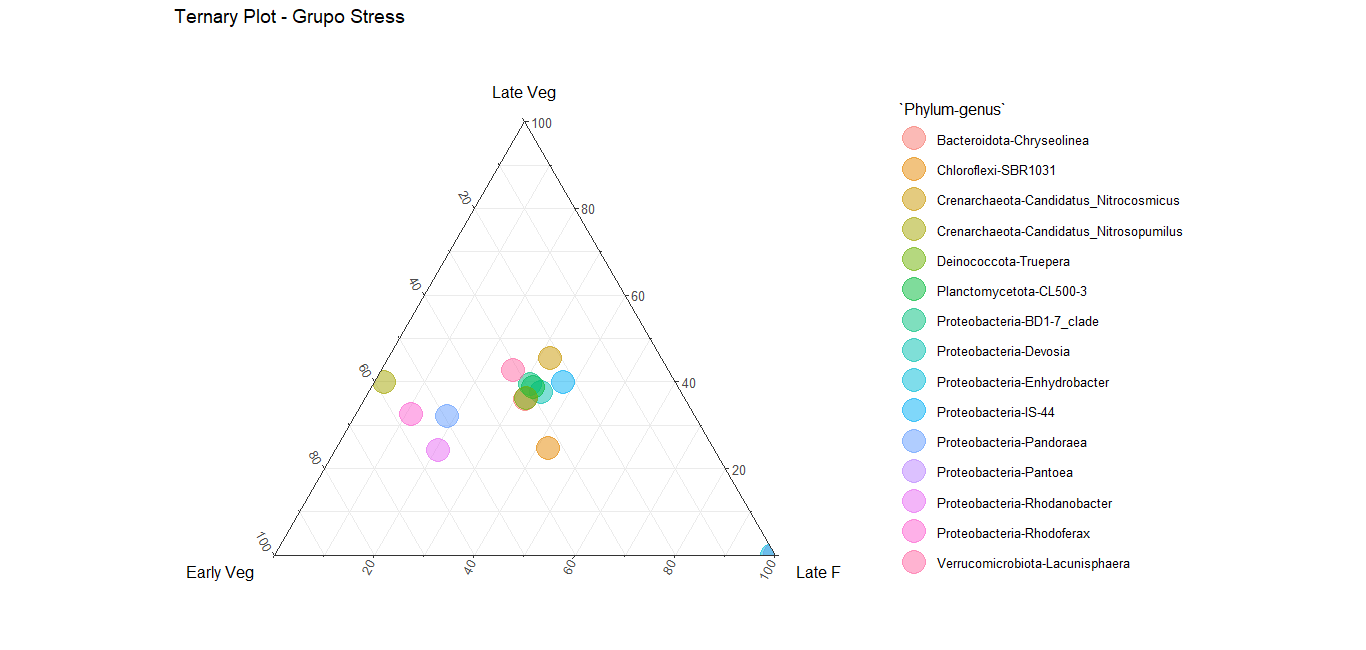 Ternary Plot - Grupo Stress
Late Veg
100
80
60
40
20
20
40
60
80
100
Early Veg
20
40
60
80
100
Late F
`Phylum-genus`
Bacteroidota-Chryseolinea
Chloroflexi-SBR1031
Crenarchaeota-Candidatus_Nitrocosmicus
Crenarchaeota-Candidatus_Nitrosopumilus
Deinococcota-Truepera
Planctomycetota-CL500-3
Proteobacteria-BD1-7_clade
Proteobacteria-Devosia
Proteobacteria-Enhydrobacter
Proteobacteria-IS-44
Proteobacteria-Pandoraea
Proteobacteria-Pantoea
Proteobacteria-Rhodanobacter
Proteobacteria-Rhodoferax
Verrucomicrobiota-Lacunisphaera